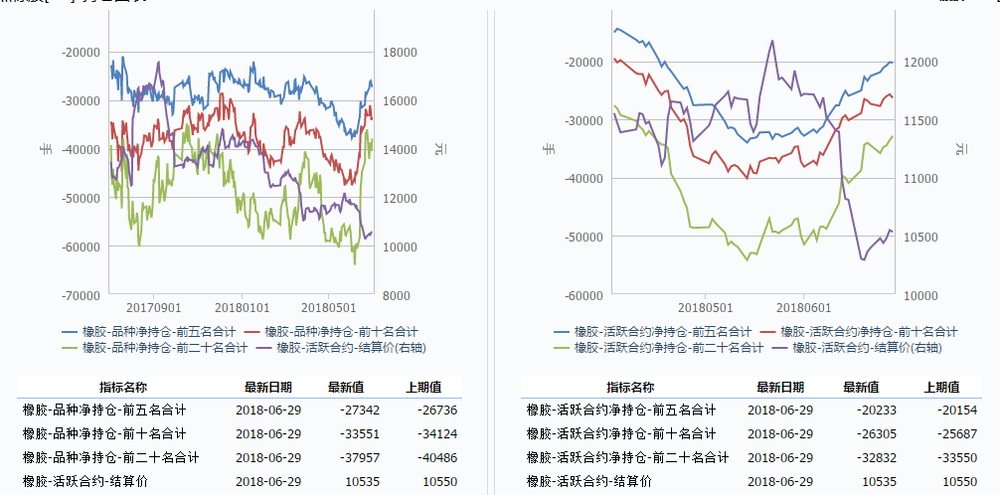 -20000
-30000
-40000
-50000
-60000
-70000
手
18000
16000
14000
12000
10000
8000
元
20170901 20180101 20180501
橡胶-品种净持仓-前五名合计 橡胶-品种净持仓-前十名合计
橡胶-品种净持仓-前二十名合计 橡胶-活跃合约-结算价(右轴)
指标名称 最新日期 最新值 上期值
橡胶-品种净持仓-前五名合计 2018-06-29 -27342 -26736
橡胶-品种净持仓-前十名合计 2018-06-29 -33551 -34124
橡胶-品种净持仓-前二十名合计 2018-06-29 -37957 -40486
橡胶-活跃合约-结算价 2018-06-29 10535 10550
-20000
-30000
-40000
-50000
-60000
手
12000
11500
11000
10500
10000
元
20180501 20180601
橡胶-活跃合约净持仓-前五名合计 橡胶-活跃合约净持仓-前十名合计
橡胶-活跃合约净持仓-前二十名合计 橡胶-活跃合约-结算价(右轴)
指标名称 最新日期 最新值 上期值
橡胶-活跃合约净持仓-前五名合计 2018-06-29 -20233 -20154
橡胶-活跃合约净持仓-前十名合计 2018-06-29 -26305 -25687
橡胶-活跃合约净持仓-前二十名合计 2018-06-29 -32832 -33550
橡胶-活跃合约-结算价 2018-06-29 10535 10550